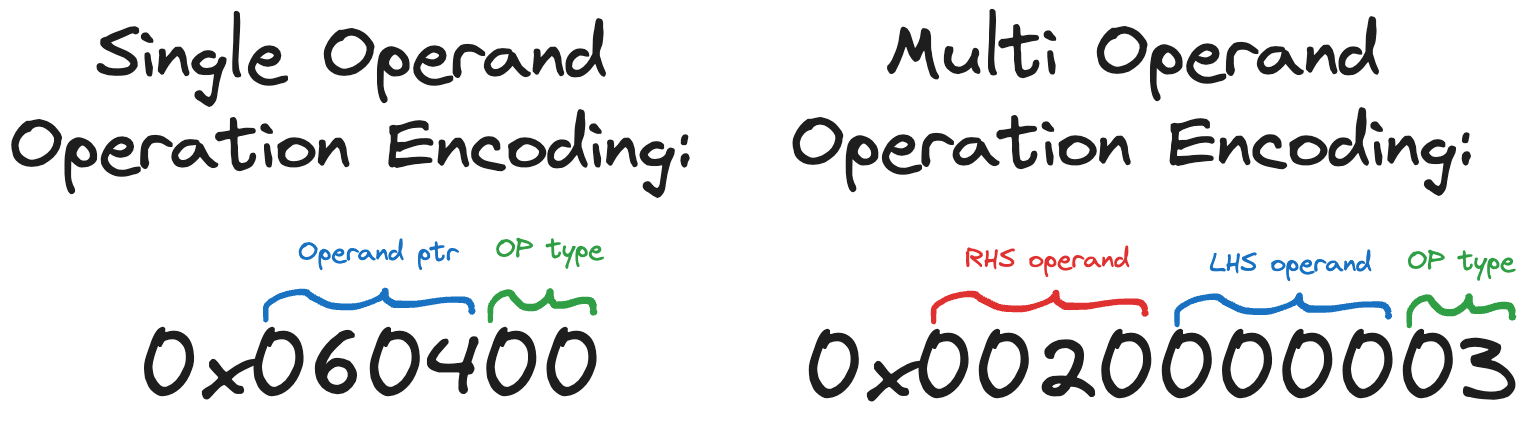 Single Operand
Operation Encoding:
Operand ptr
OP type
0x060400
Multi Operand
Operation Encoding:
RHS operand
LHS operand
OP type
0x0020000003